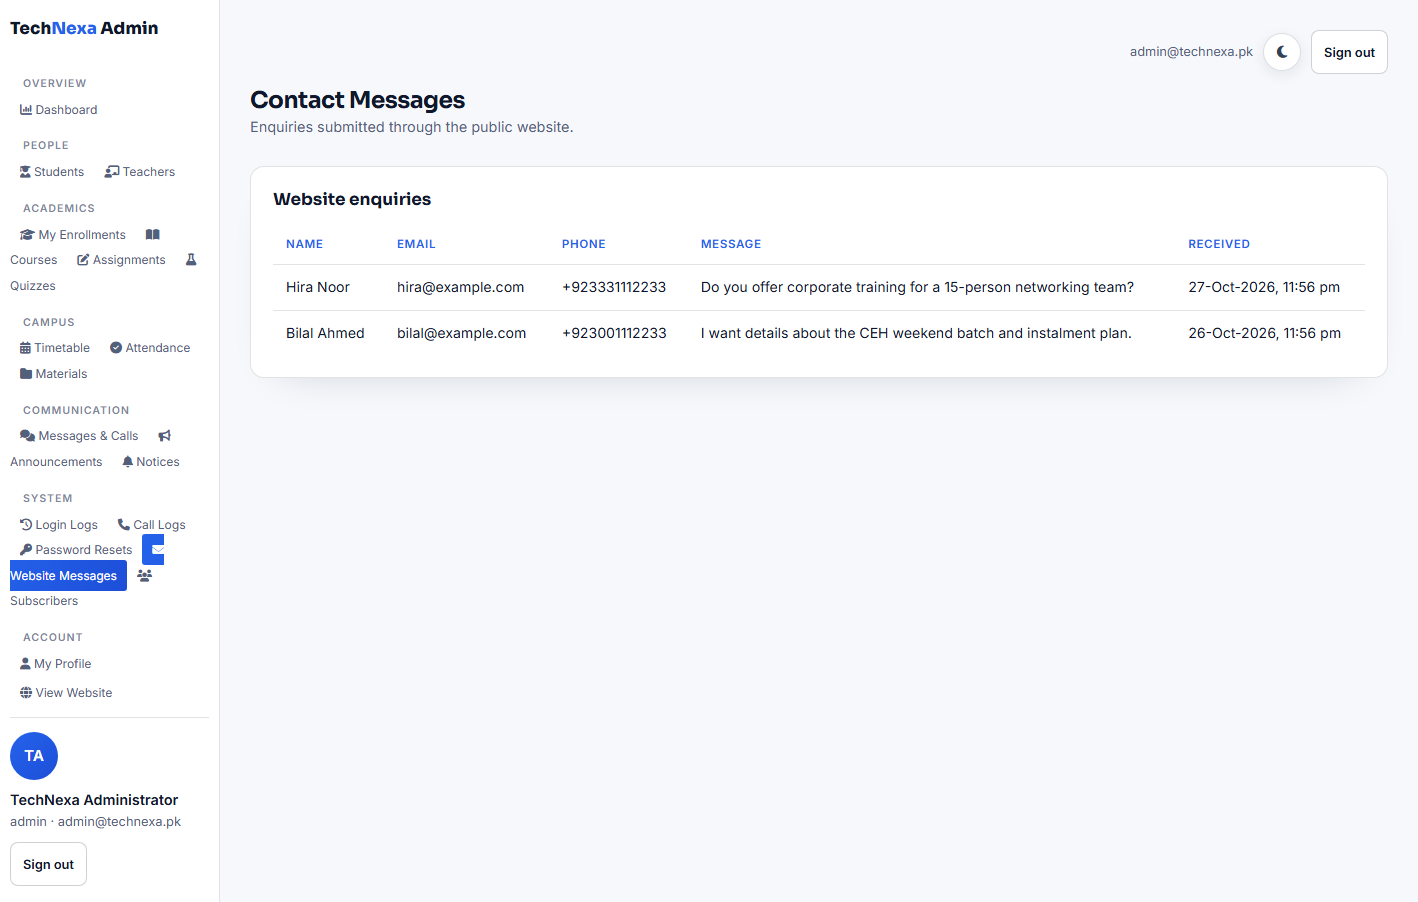 TechNexa Admin
OVERVIEW
Dashboard
PEOPLE
Students Teachers
ACADEMICS
My Enrollments
Courses Assignments
Quizzes
CAMPUS
Timetable Attendance
Materials
COMMUNICATION
Messages & Calls
Announcements Notices
SYSTEM
Login Logs Call Logs
Password Resets
Website Messages
Subscribers
ACCOUNT
My Profile
View Website
TA
TechNexa Administrator
admin · admin@technexa.pk
Sign out
admin@technexa.pk Sign out
Contact Messages
Enquiries submitted through the public website.
Website enquiries
NAME EMAIL PHONE MESSAGE RECEIVED
Hira Noor hira@example.com +923331112233 Do you offer corporate training for a 15-person networking team? 27-Oct-2026, 11:56 pm
Bilal Ahmed bilal@example.com +923001112233 I want details about the CEH weekend batch and instalment plan. 26-Oct-2026, 11:56 pm